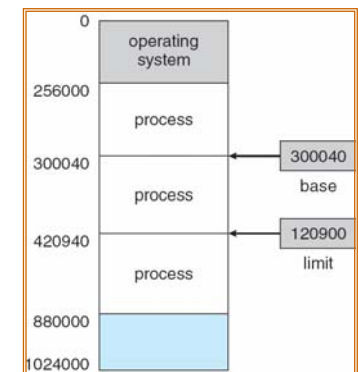 0
operating
system
256000
process
300040
300040
base
process
420940
120900
limit
process
880000
1024000